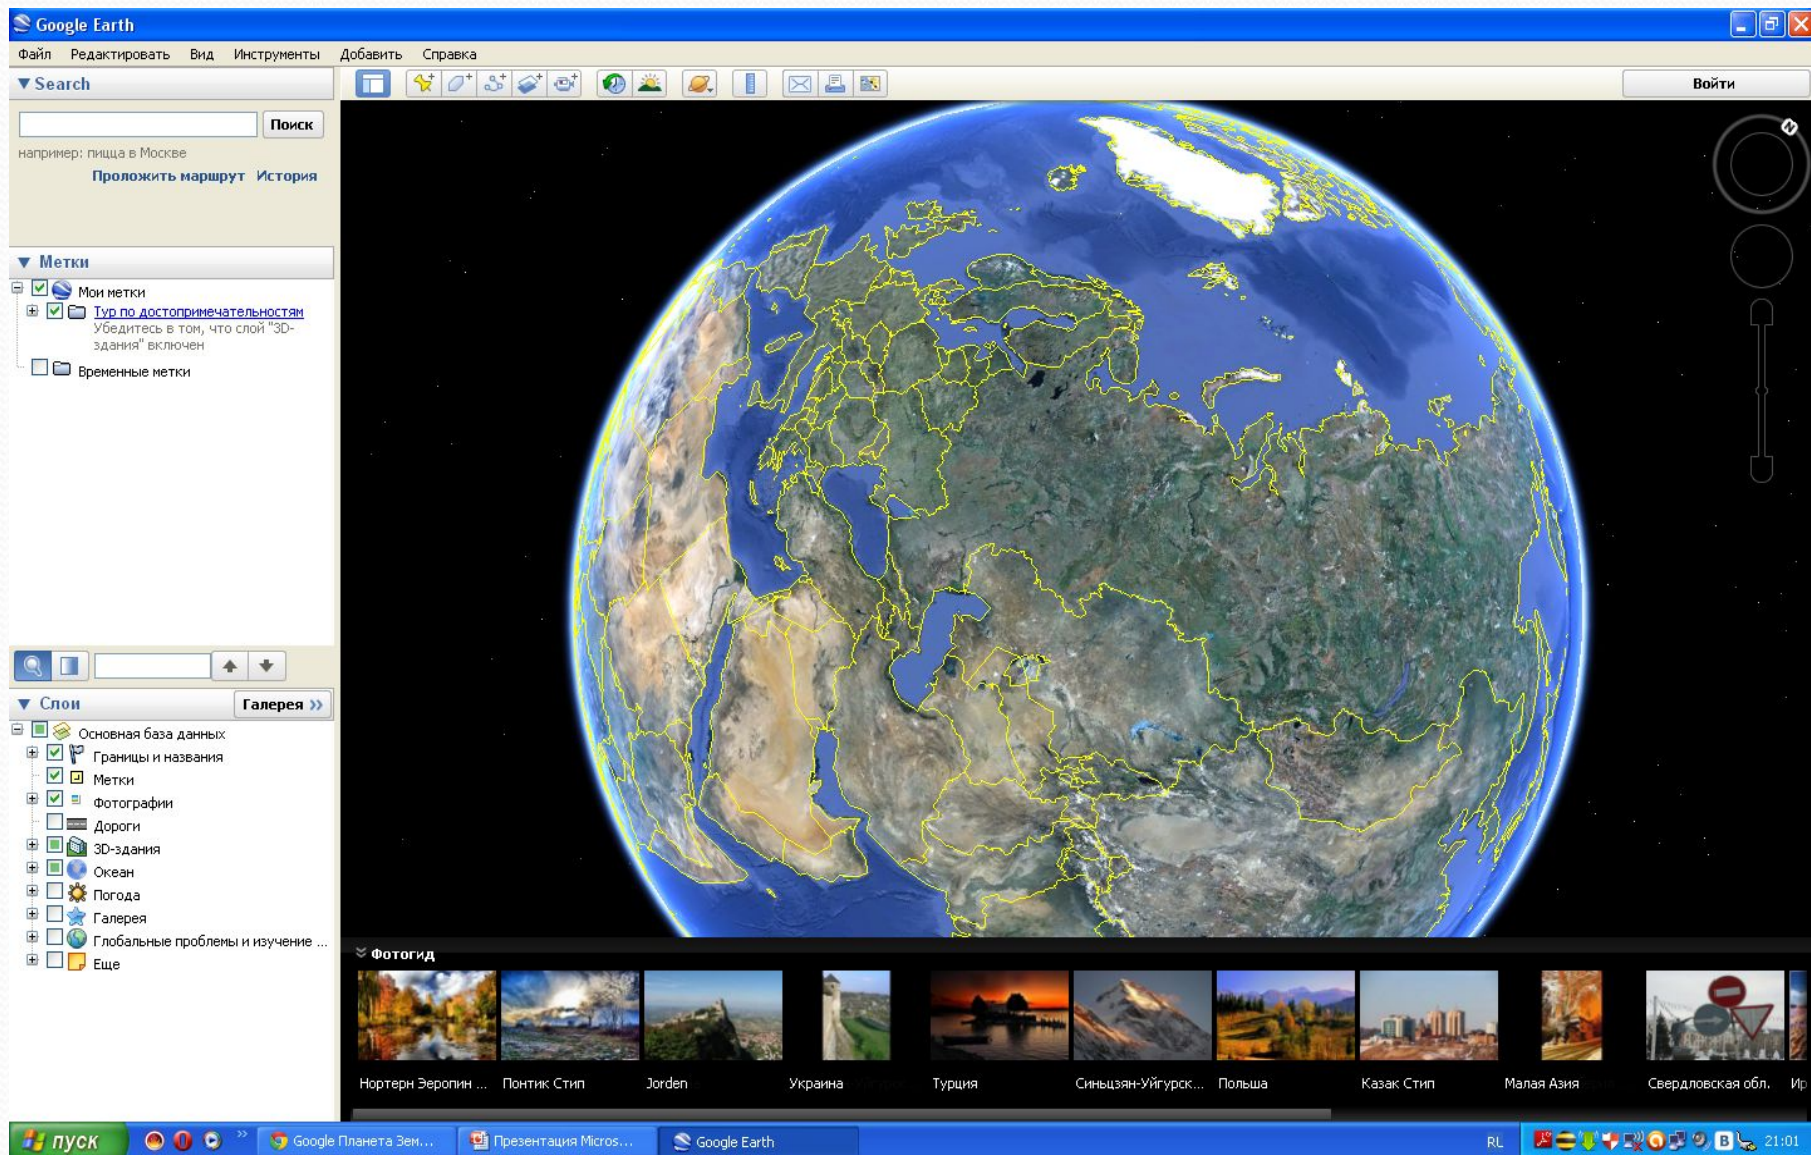 Google Earth
Файл Редактировать Вид Инструменты Добавить Справка
Search
Войти
Поиск
например: пицца в Москве
Проложить маршрут История
N
Метки
Мои метки
Тур по достопримечательностям
Убедитесь в том, что слой "3D-
здания" включен
Временные метки
Слои
Галерея »
Основная база данных
Границы и названия
Метки
Фотографии
Дороги
3D-здания
Океан
Погода
Галерея
Глобальные проблемы и изучение ...
Еще
Фотогид
Нортерн Эеропин ... Понтик Стип Jorden Украина Турция Синьцзян-Уйгурск... Польша Казак Стип Малая Азия Свердловская обл. Ир
пуск » Google Планета Зем... Презентация Micros... Google Earth RL B 21:01